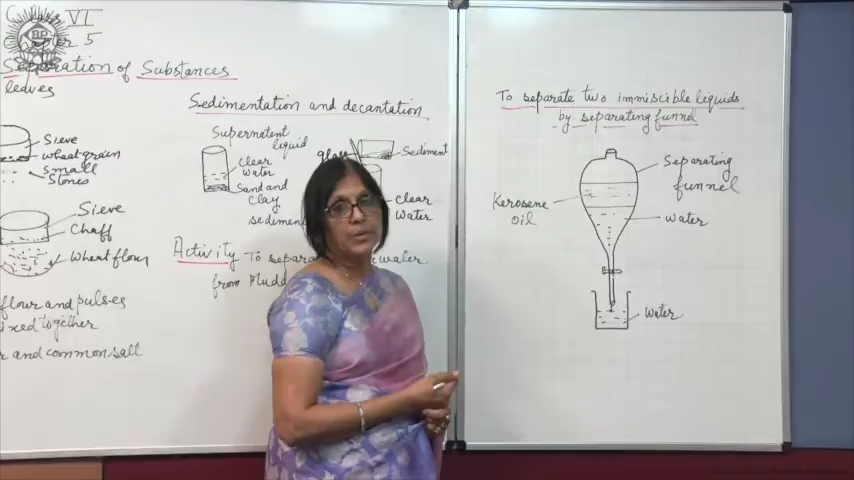 Class VI
Chapter 5
Separation of Substances
leaves
Sieve
wheat grain
Small
Stones
Sieve
Chaff
Wheat flour
flour and pulses
mixed together
and common salt
Sedimentation and decantation
Supernatent
liquid
clear
water
Sand and
clay
sediment
glass
Sediment
clear
water
Activity To separate water
from Mudd
To separate two immiscible liquids
by separating funnel
Separating
funnel
Kerosene
oil
water
Water